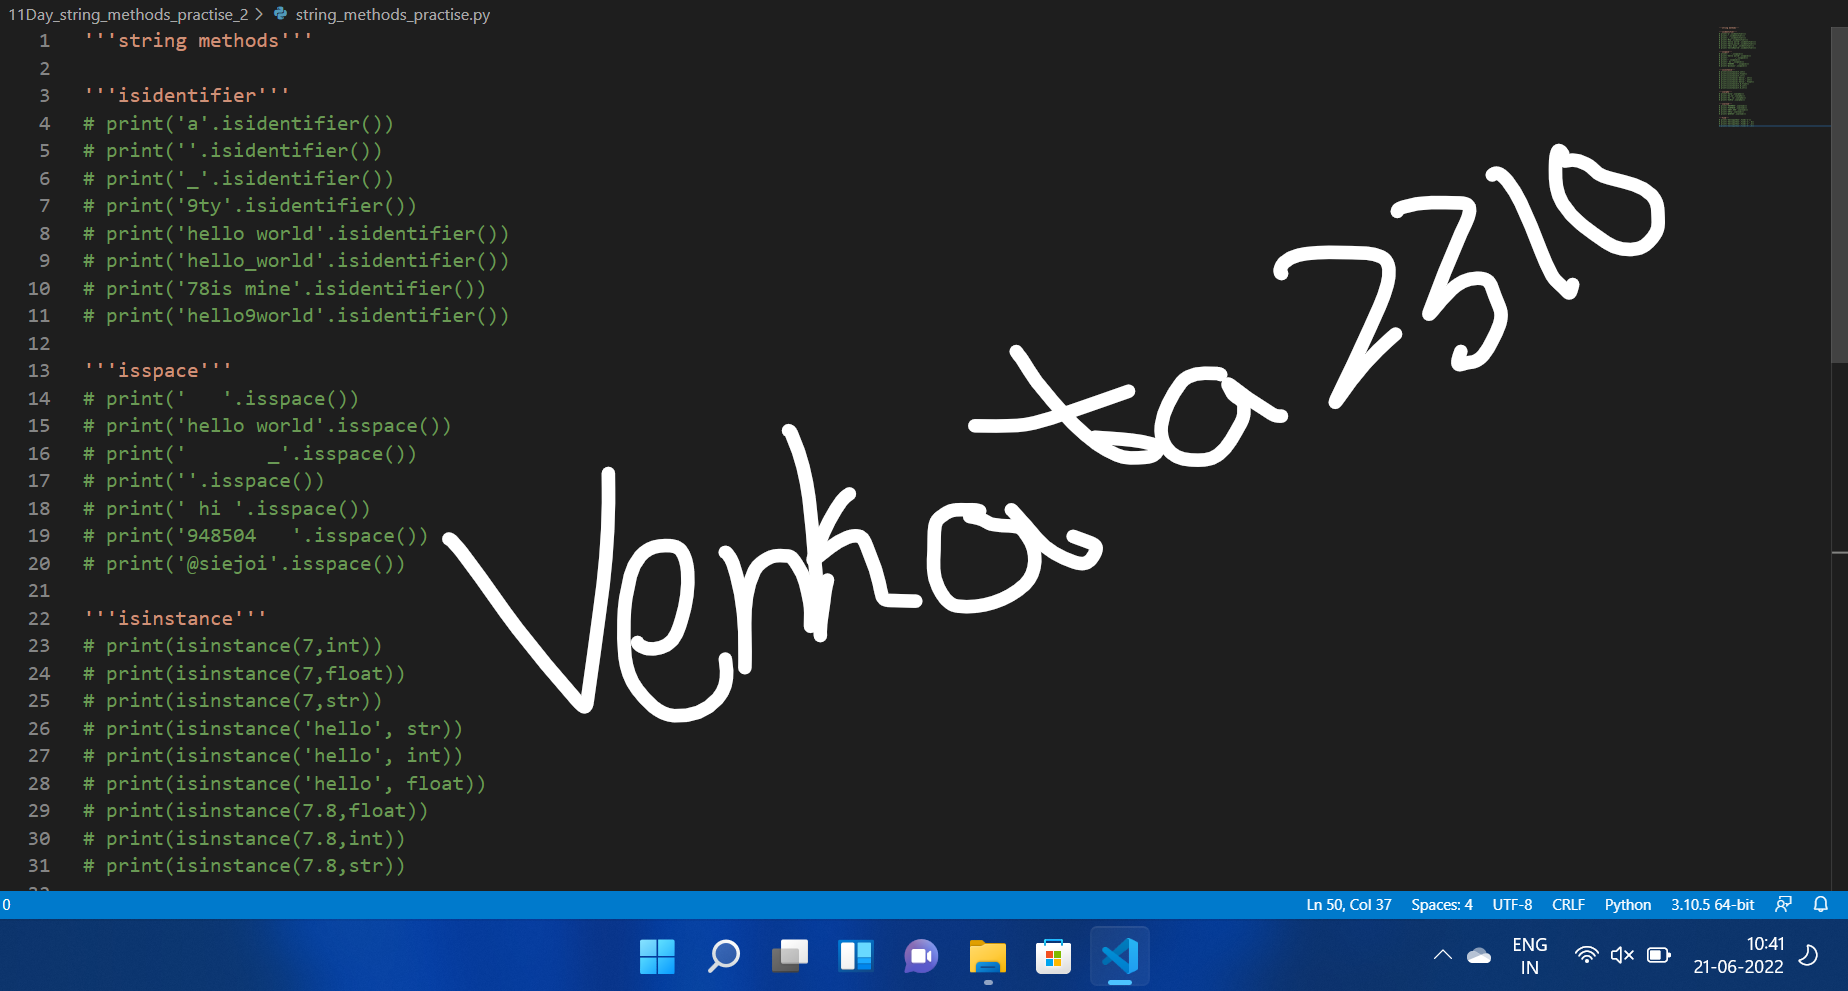 11Day_string_methods_practise_2 > string_methods_practise.py
1 '''string methods'''
2
3 '''isidentifier'''
4 # print('a'.isidentifier())
5 # print(''.isidentifier())
6 # print('_'.isidentifier())
7 # print('9ty'.isidentifier())
8 # print('hello world'.isidentifier())
9 # print('hello_world'.isidentifier())
10 # print('78is mine'.isidentifier())
11 # print('hello9world'.isidentifier())
12
13 '''isspace'''
14 # print('   '.isspace())
15 # print('hello world'.isspace())
16 # print('       _'.isspace())
17 # print(''.isspace())
18 # print(' hi '.isspace())
19 # print('948504   '.isspace())
20 # print('@siejoi'.isspace())
21
22 '''isinstance'''
23 # print(isinstance(7,int))
24 # print(isinstance(7,float))
25 # print(isinstance(7,str))
26 # print(isinstance('hello', str))
27 # print(isinstance('hello', int))
28 # print(isinstance('hello', float))
29 # print(isinstance(7.8,float))
30 # print(isinstance(7.8,int))
31 # print(isinstance(7.8,str))
Venkata2310
0 Ln 50, Col 37 Spaces: 4 UTF-8 CRLF Python 3.10.5 64-bit
ENG 10:41
IN 21-06-2022